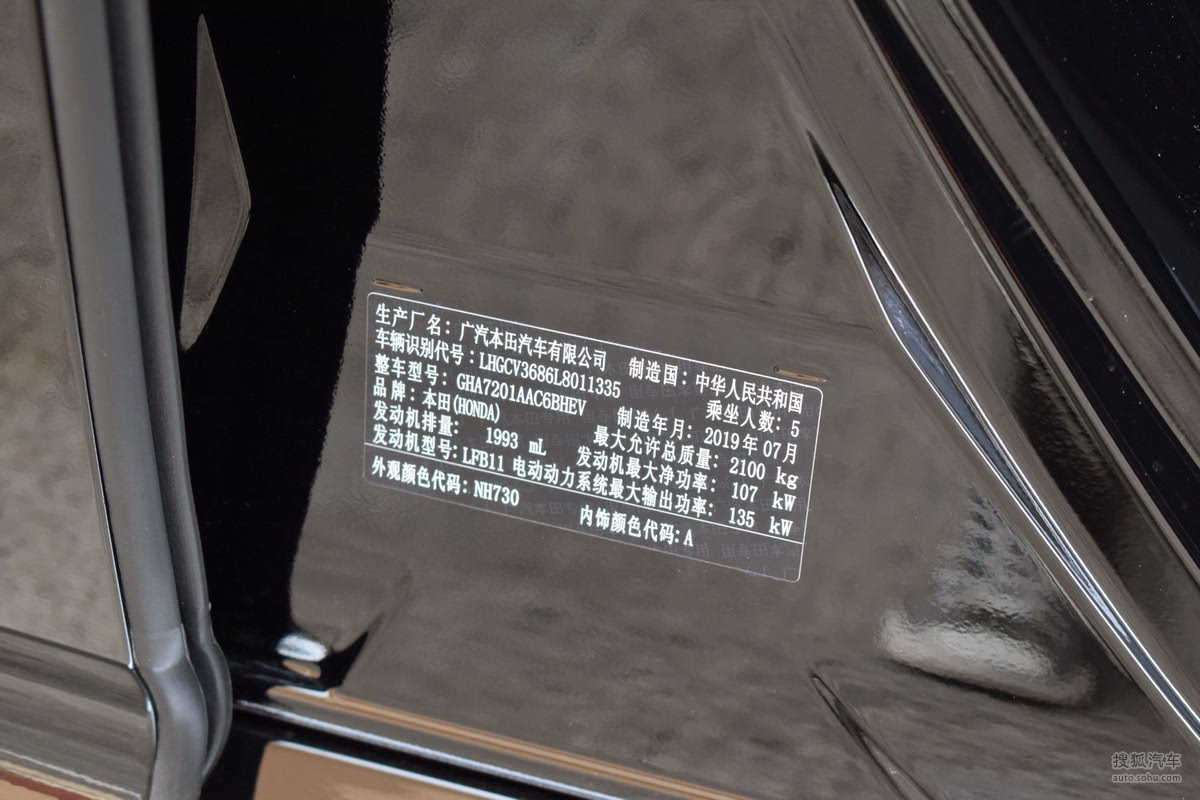 生产厂名：广汽本田汽车有限公司 制造国：中华人民共和国
车辆识别代号：LHGCV3686L8011335 乘坐人数：5
整车型号：GHA7201AAC6BHEV 制造年月：2019年07月
品牌：本田(HONDA) 最大允许总质量：2100 kg
发动机排量： 1993 mL 发动机最大净功率：107 kW
发动机型号：LFB11 电动动力系统最大输出功率：135 kW
外观颜色代码：NH730 内饰颜色代码：A
搜狐汽车
auto.sohu.com